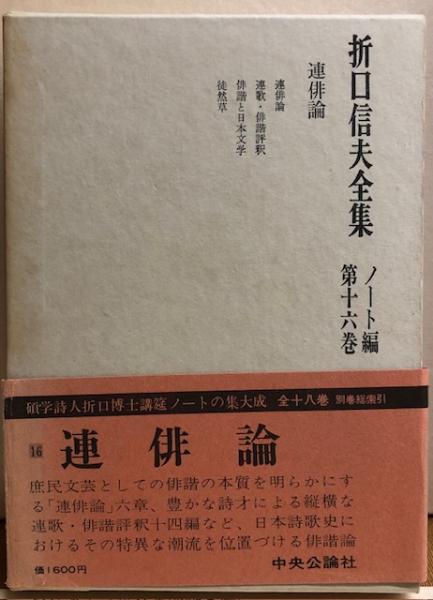 折口信夫全集 ノート編 第十六巻
連俳論
連俳論
連歌・俳諧評釈
俳諧と日本文学
徒然草
碩学詩人折口博士講筵ノートの集大成 全十八巻 別巻総索引
16 連俳論
庶民文芸としての俳諧の本質を明らかにす
る「連俳論」六章、豊かな詩才による縦横な
連歌・俳諧評釈十四編など、日本詩歌史に
おけるその特異な潮流を位置づける俳諧論
価1600円 中央公論社